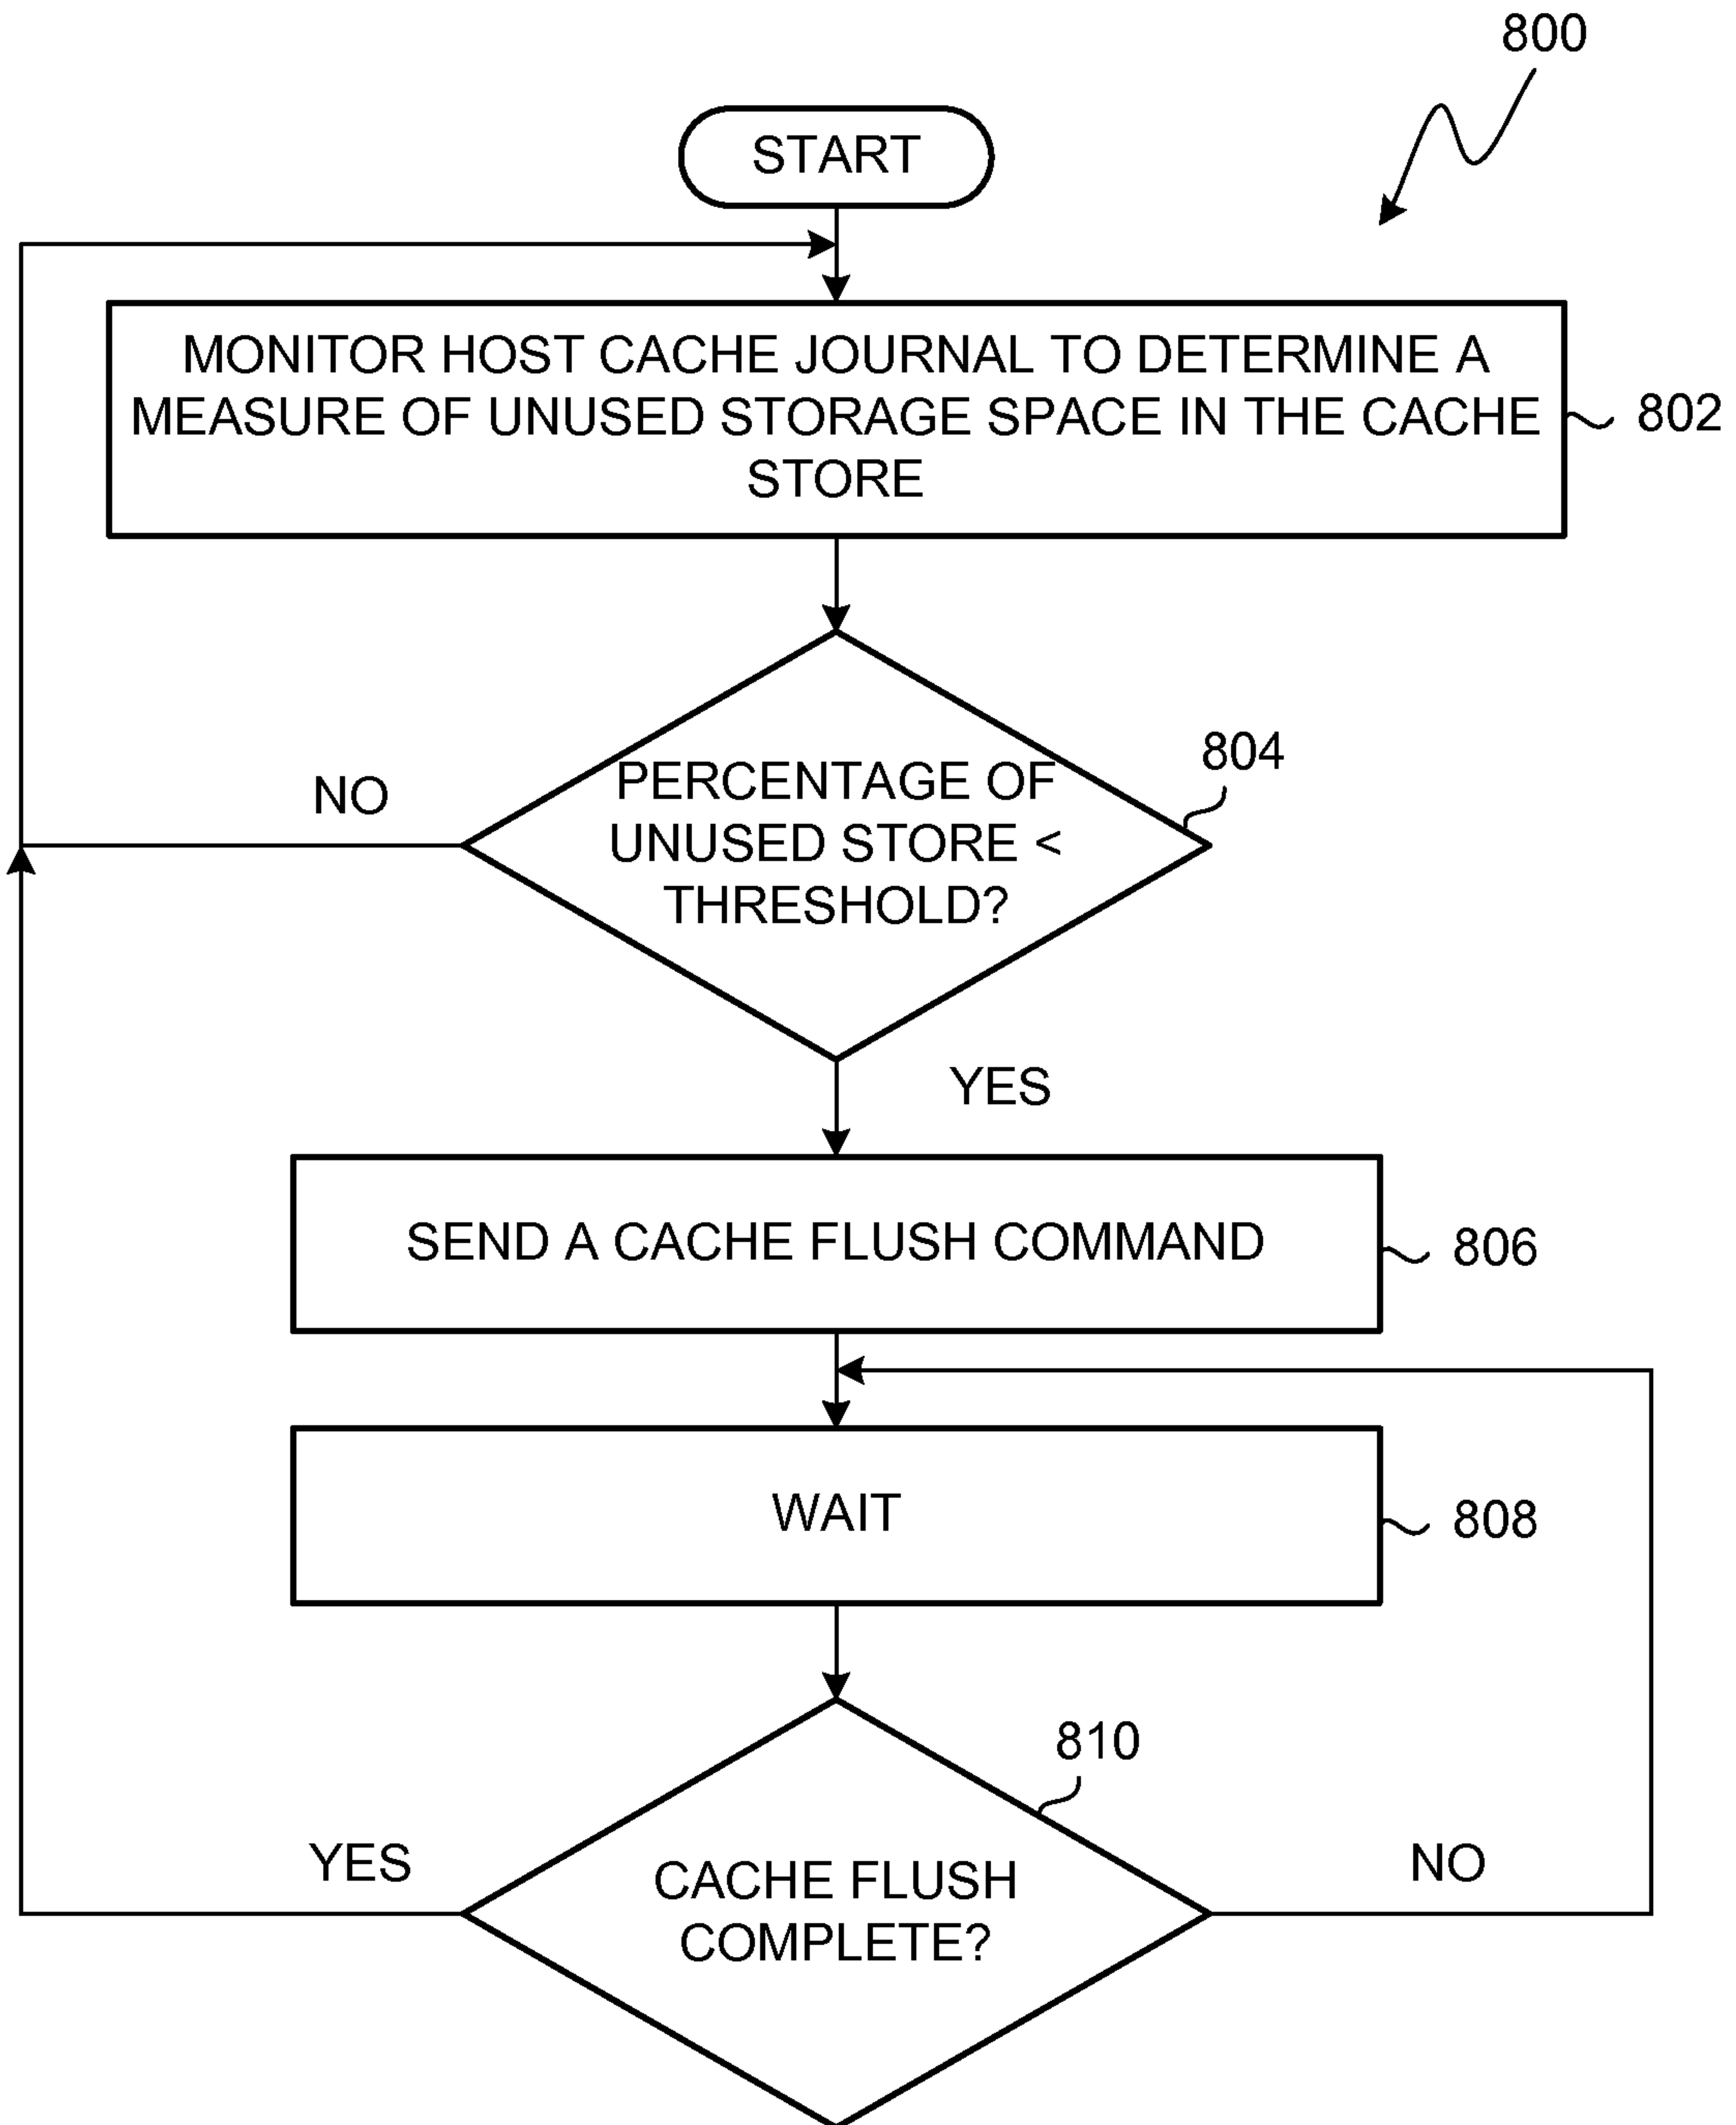 800
START
MONITOR HOST CACHE JOURNAL TO DETERMINE A
MEASURE OF UNUSED STORAGE SPACE IN THE CACHE
STORE
802
804
PERCENTAGE OF
UNUSED STORE <
THRESHOLD?
NO
YES
SEND A CACHE FLUSH COMMAND
806
WAIT
808
810
YES
CACHE FLUSH
COMPLETE?
NO